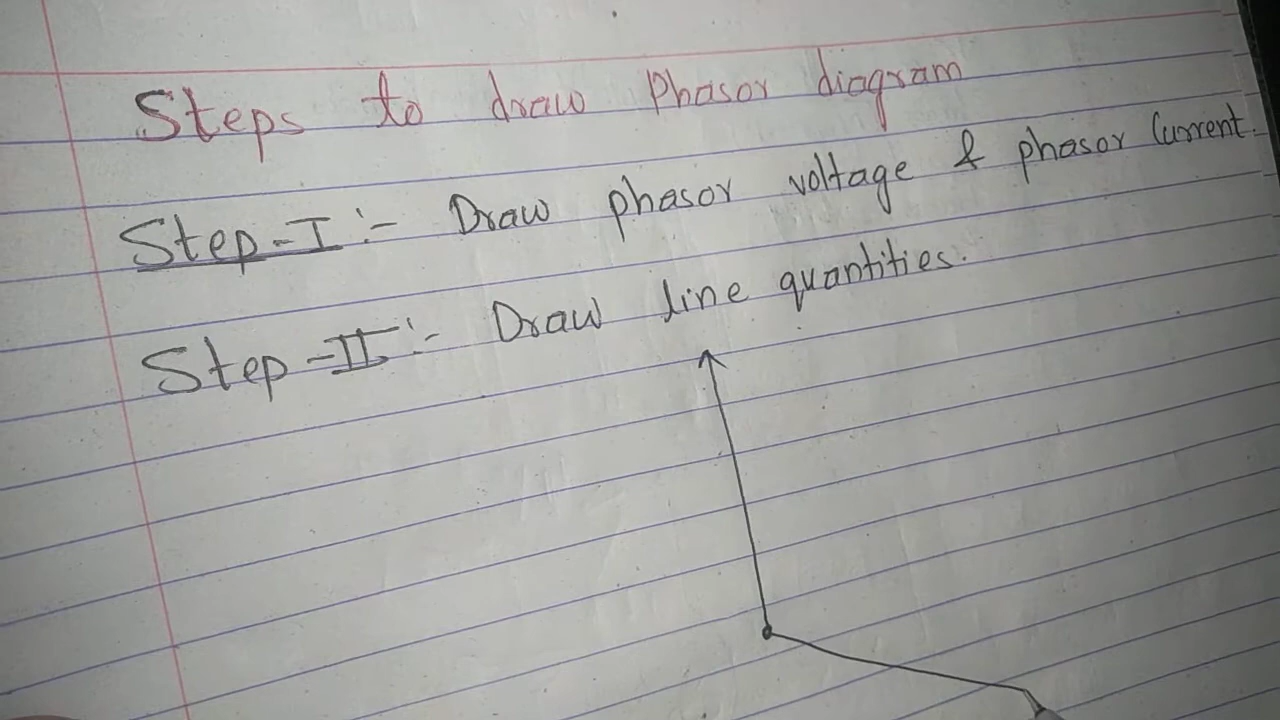 Steps to draw Phasor diagram
Step-I :- Draw phasor voltage & phasor Current.
Step-II :- Draw line quantities.